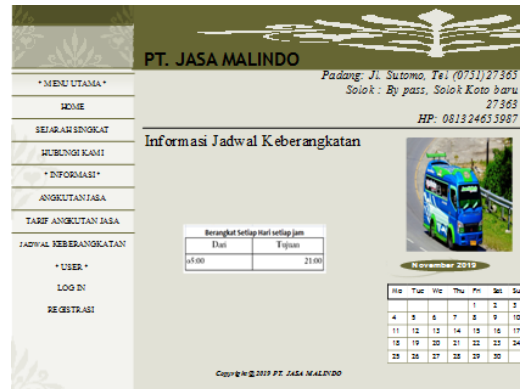 PT. JASA MALINDO
Padang: Jl. Sutomo, Tel (0751)27365
Solok : By pass, Solok Koto baru
27363
HP: 081324655987
* MENU UTAMA *
HOME
SEJARAH SINGKAT
HUBUNGI KAMI
* INFORMASI *
ANGKUTAN JASA
TARIF ANGKUTAN JASA
JADWAL KEBERANGKATAN
* USER *
LOG IN
REGISTRASI
Informasi Jadwal Keberangkatan
Berangkat Setiap Hari setiap jam
Dari Tujuan
05:00 21:00
November 2019
Mo Tue We Thu Fri Sat Su
1 2 3
4 5 6 7 8 9 10
11 12 13 14 15 16 17
18 19 20 21 22 23 24
25 26 27 28 29 30
Copyright@2019 PT. JASA MALINDO